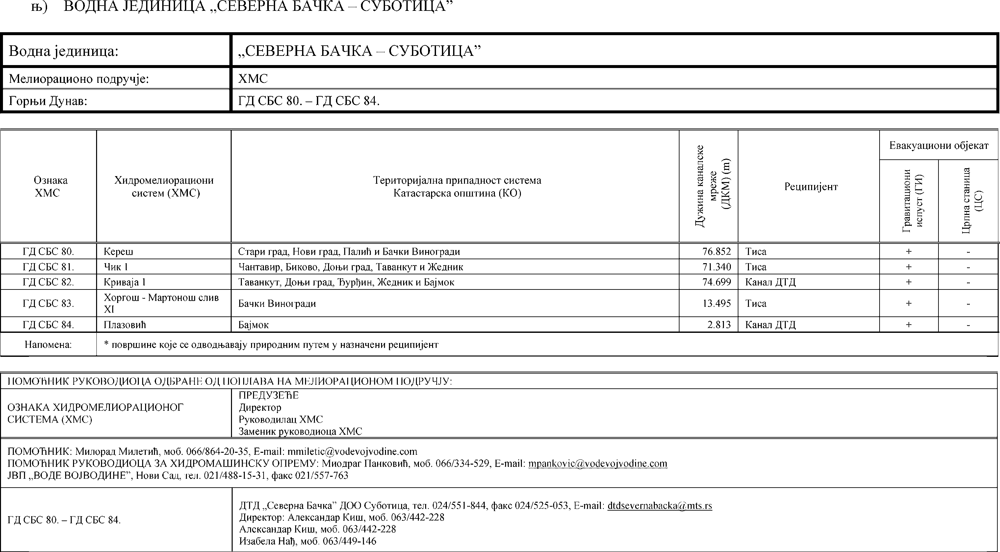 њ) ВОДНА ЈЕДИНИЦА „СЕВЕРНА БАЧКА – СУБОТИЦА”
Водна јединица: „СЕВЕРНА БАЧКА – СУБОТИЦА”
Мелиорационо подручје: ХМС
Горњи Дунав: ГД СБС 80. – ГД СБС 84.
Ознака
ХМС
Хидромелиорациони
систем (ХМС)
Територијална припадност система
Катастарска општина (КО)
Дужина каналске
мреже
(ДКМ) (m)
Реципијент
Евакуациони објекат
Гравитациони
испуст (ГИ)
Црпна станица
(ЦС)
ГД СБС 80. Кереш Стари град, Нови град, Палић и Бачки Виногради 76.852 Тиса + -
ГД СБС 81. Чик 1 Чантавир, Биково, Доњи град, Таванкут и Жедник 71.340 Тиса + -
ГД СБС 82. Криваја 1 Таванкут, Доњи град, Ђурђин, Жедник и Бајмок 74.699 Канал ДТД + -
ГД СБС 83. Хоргош - Мартонош слив
XI Бачки Виногради 13.495 Тиса + -
ГД СБС 84. Плазовић Бајмок 2.813 Канал ДТД + -
Напомена: * површине које се одводњавају природним путем у назначени реципијент
ПОМОЋНИК РУКОВОДИОЦА ОДБРАНЕ ОД ПОПЛАВА НА МЕЛИОРАЦИОНОМ ПОДРУЧЈУ:
ОЗНАКА ХИДРОМЕЛИОРАЦИОНОГ
СИСТЕМА (ХМС)
ПРЕДУЗЕЋЕ
Директор
Руководилац ХМС
Заменик руководиоца ХМС
ПОМОЋНИК: Милорад Милетић, моб. 066/864-20-35, E-mail: mmiletic@vodevojvodine.com
ПОМОЋНИК РУКОВОДИОЦА ЗА ХИДРОМАШИНСКУ ОПРЕМУ: Миодраг Панковић, моб. 066/334-529, E-mail: mpankovic@vodevojvodine.com
ЈВП „ВОДЕ ВОЈВОДИНЕ”, Нови Сад, тел. 021/488-15-31, факс 021/557-763
ГД СБС 80. – ГД СБС 84.
ДТД „Северна Бачка” ДОО Суботица, тел. 024/551-844, факс 024/525-053, E-mail: dtdsevernabacka@mts.rs
Директор: Александар Киш, моб. 063/442-228
Александар Киш, моб. 063/442-228
Изабела Нађ, моб. 063/449-146